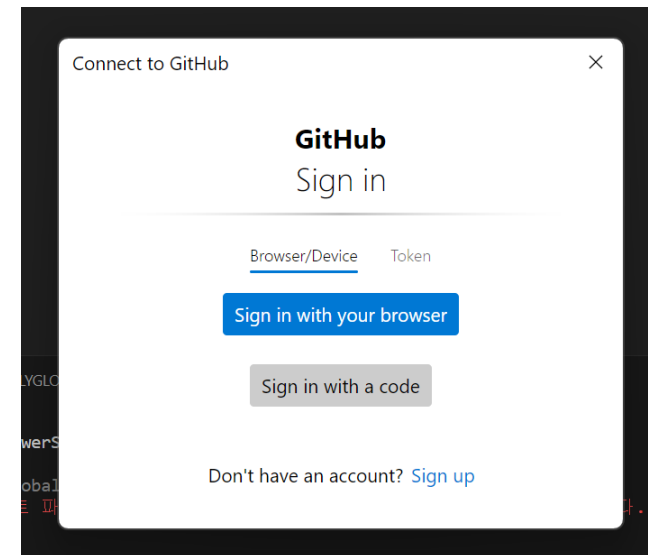 Connect to GitHub
GitHub
Sign in
Browser/Device Token
Sign in with your browser
Sign in with a code
Don't have an account? Sign up